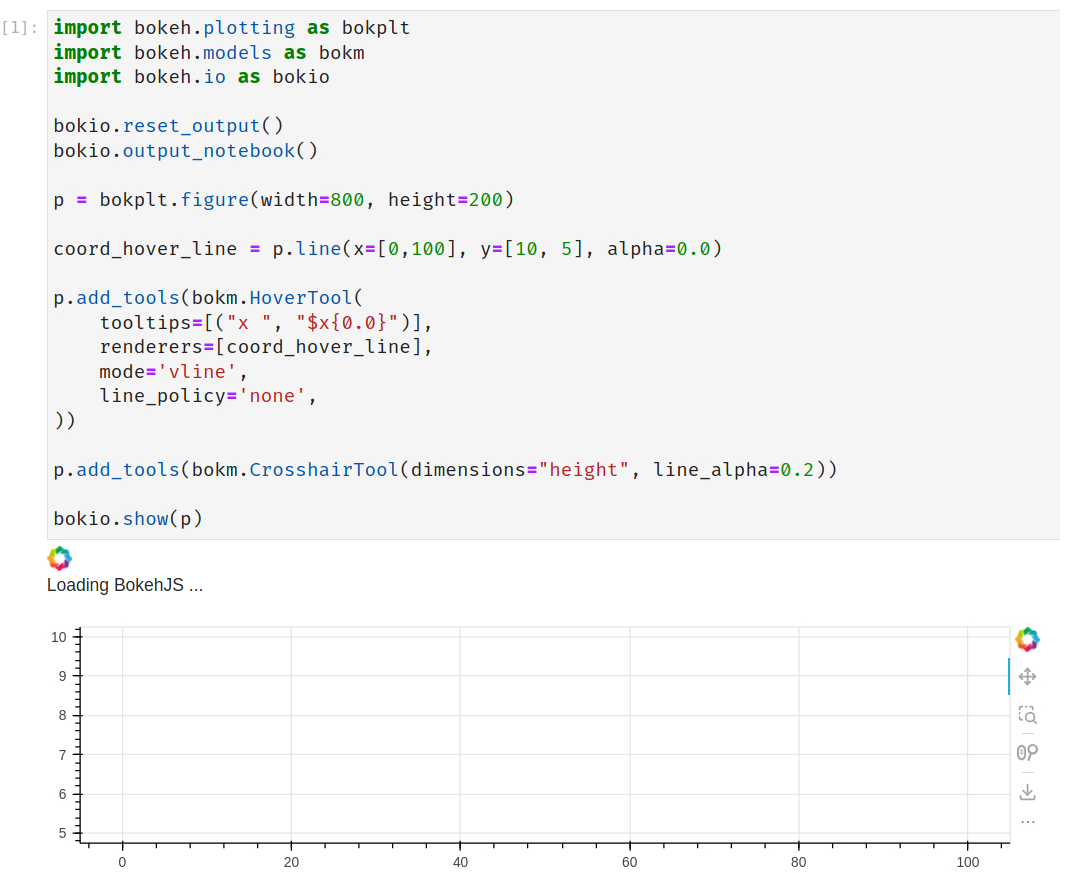 [1]:
import bokeh.plotting as bokplt
import bokeh.models as bokm
import bokeh.io as bokio

bokio.reset_output()
bokio.output_notebook()

p = bokplt.figure(width=800, height=200)

coord_hover_line = p.line(x=[0,100], y=[10, 5], alpha=0.0)

p.add_tools(bokm.HoverTool(
    tooltips=[("x ", "$x{0.0}")],
    renderers=[coord_hover_line],
    mode='vline',
    line_policy='none',
))

p.add_tools(bokm.CrosshairTool(dimensions="height", line_alpha=0.2))

bokio.show(p)
Loading BokehJS ...
10
9
8
7
6
5
0 20 40 60 80 100